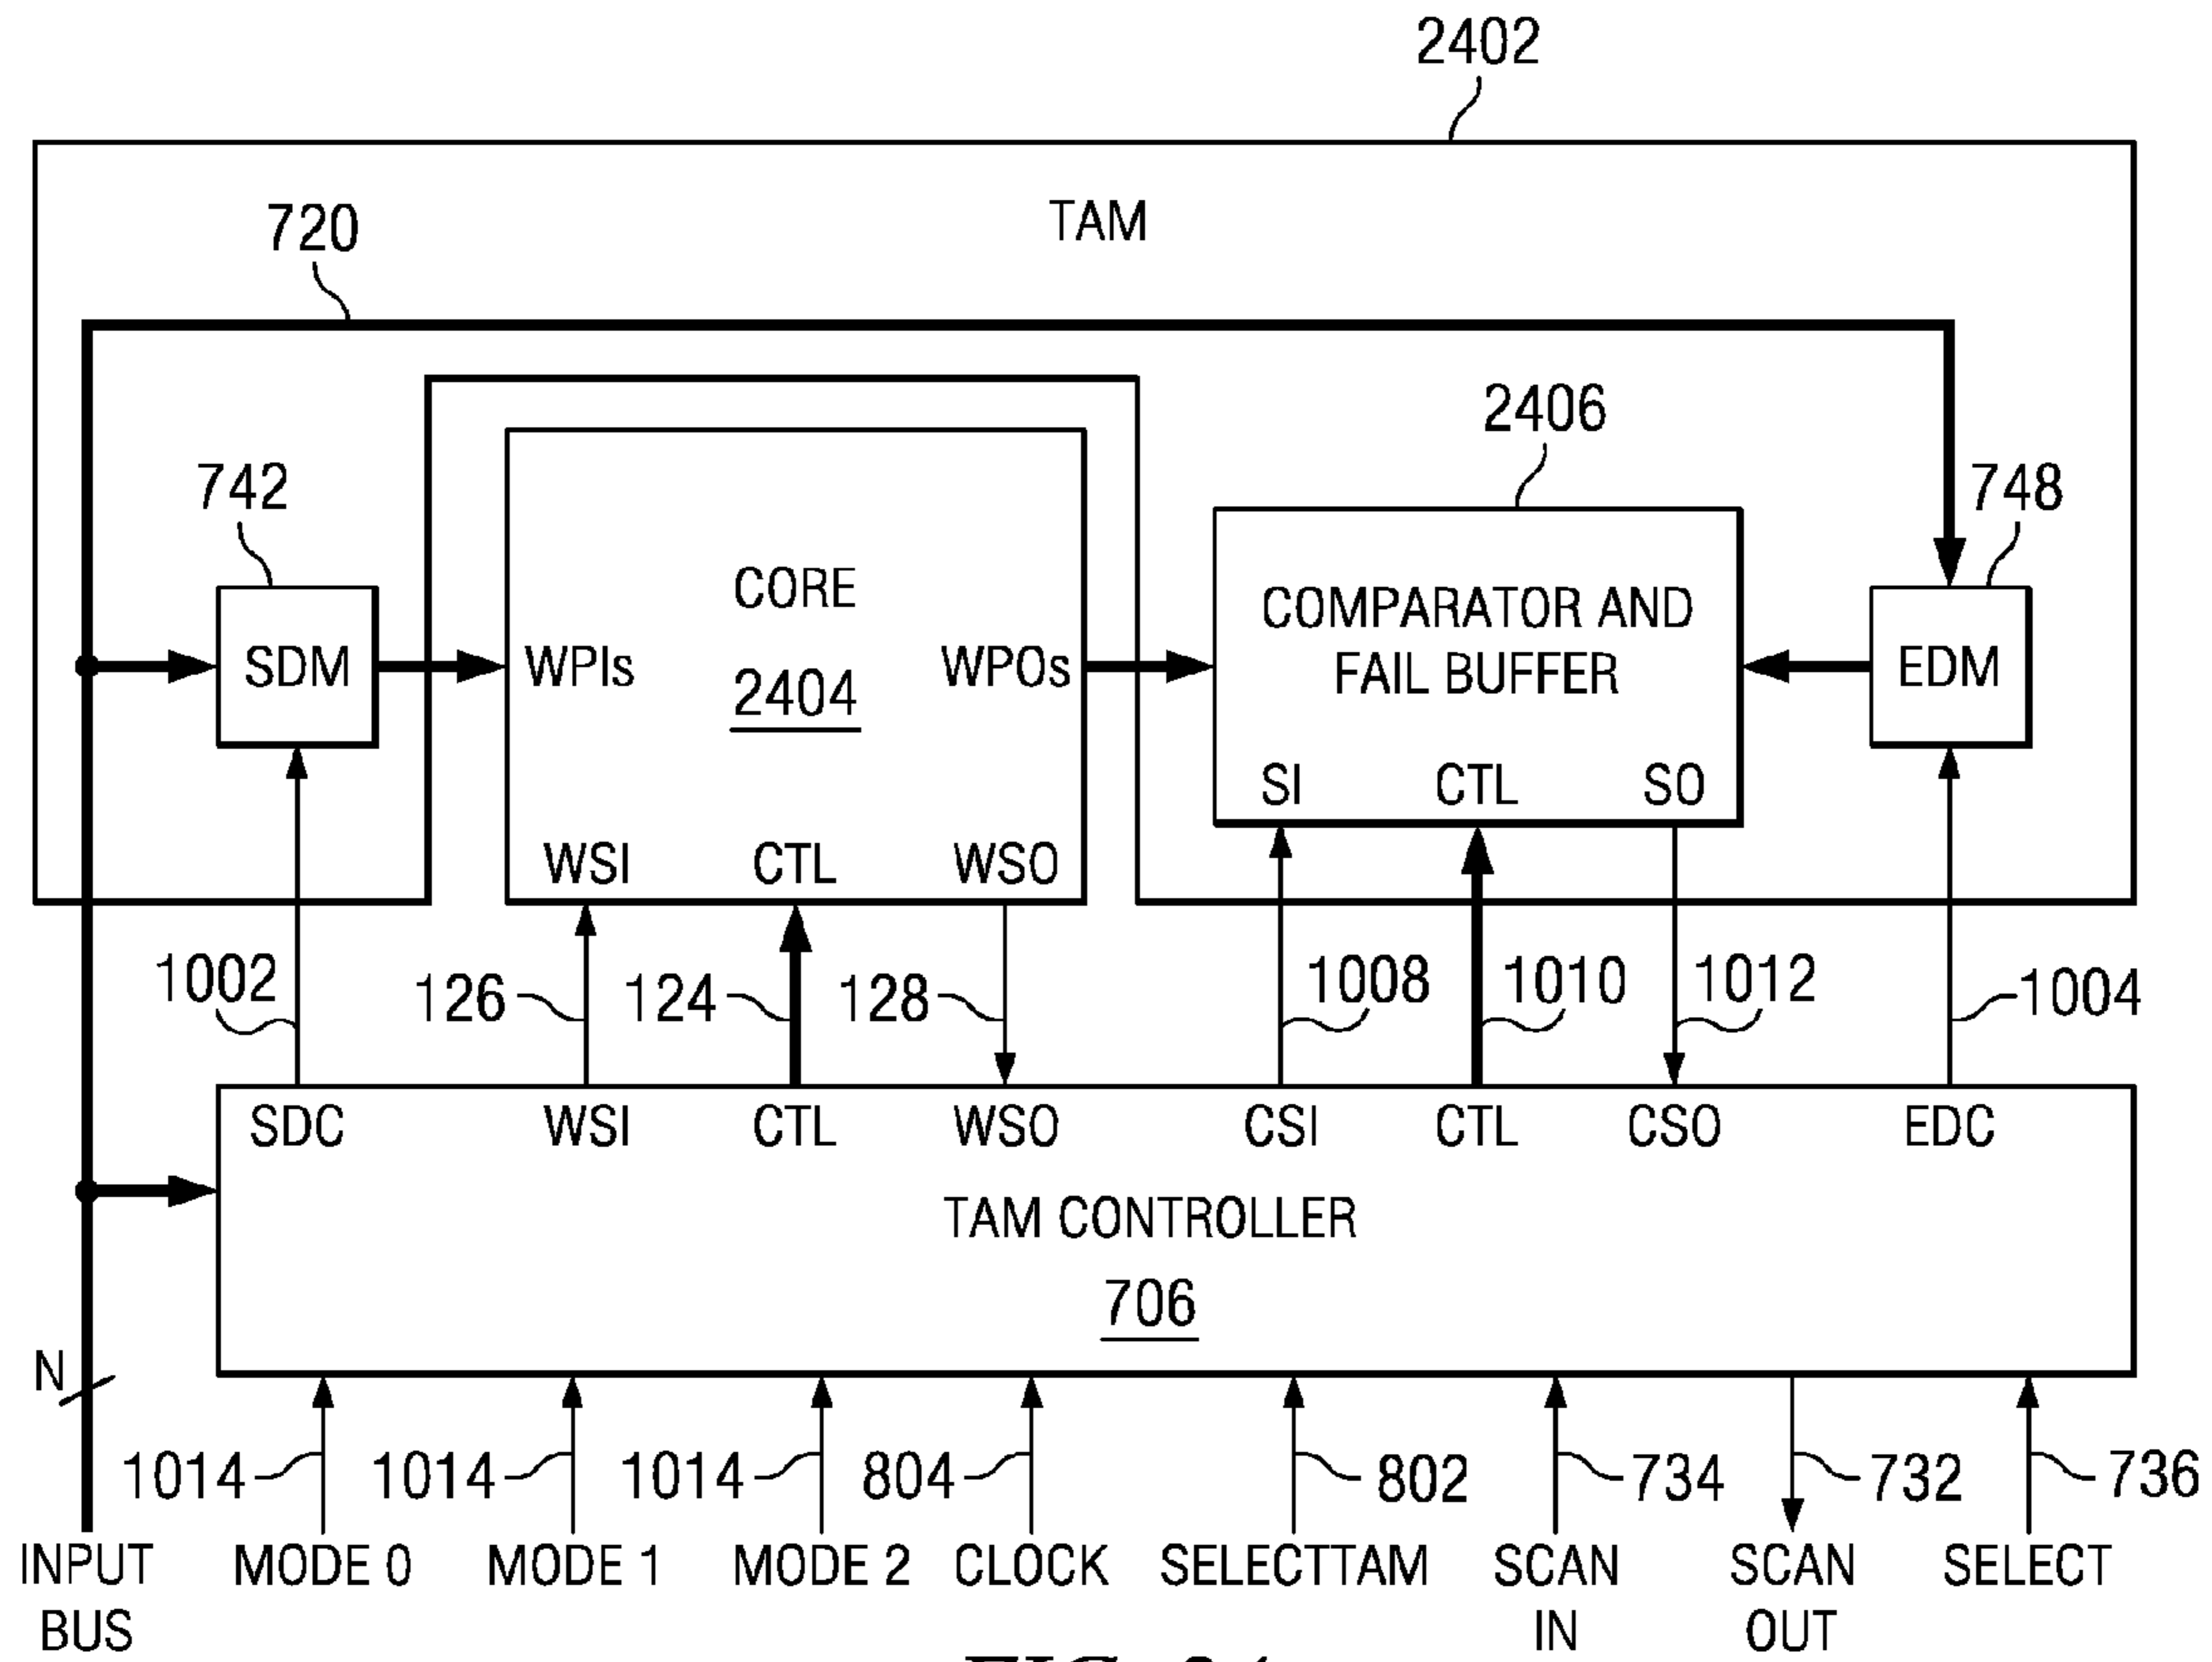 2402
TAM
720
2406
742
748
CORE
2404
COMPARATOR AND
FAIL BUFFER
SDM
WPIs
WPOs
EDM
SI
CTL
SO
WSI
CTL
WSO
1002
126
124
128
1008
1010
1012
1004
SDC
WSI
CTL
WSO
CSI
CTL
CSO
EDC
TAM CONTROLLER
706
N
1014
1014
1014
804
802
734
732
736
INPUT
BUS
MODE 0
MODE 1
MODE 2
CLOCK
SELECTTAM
SCAN
IN
SCAN
OUT
SELECT